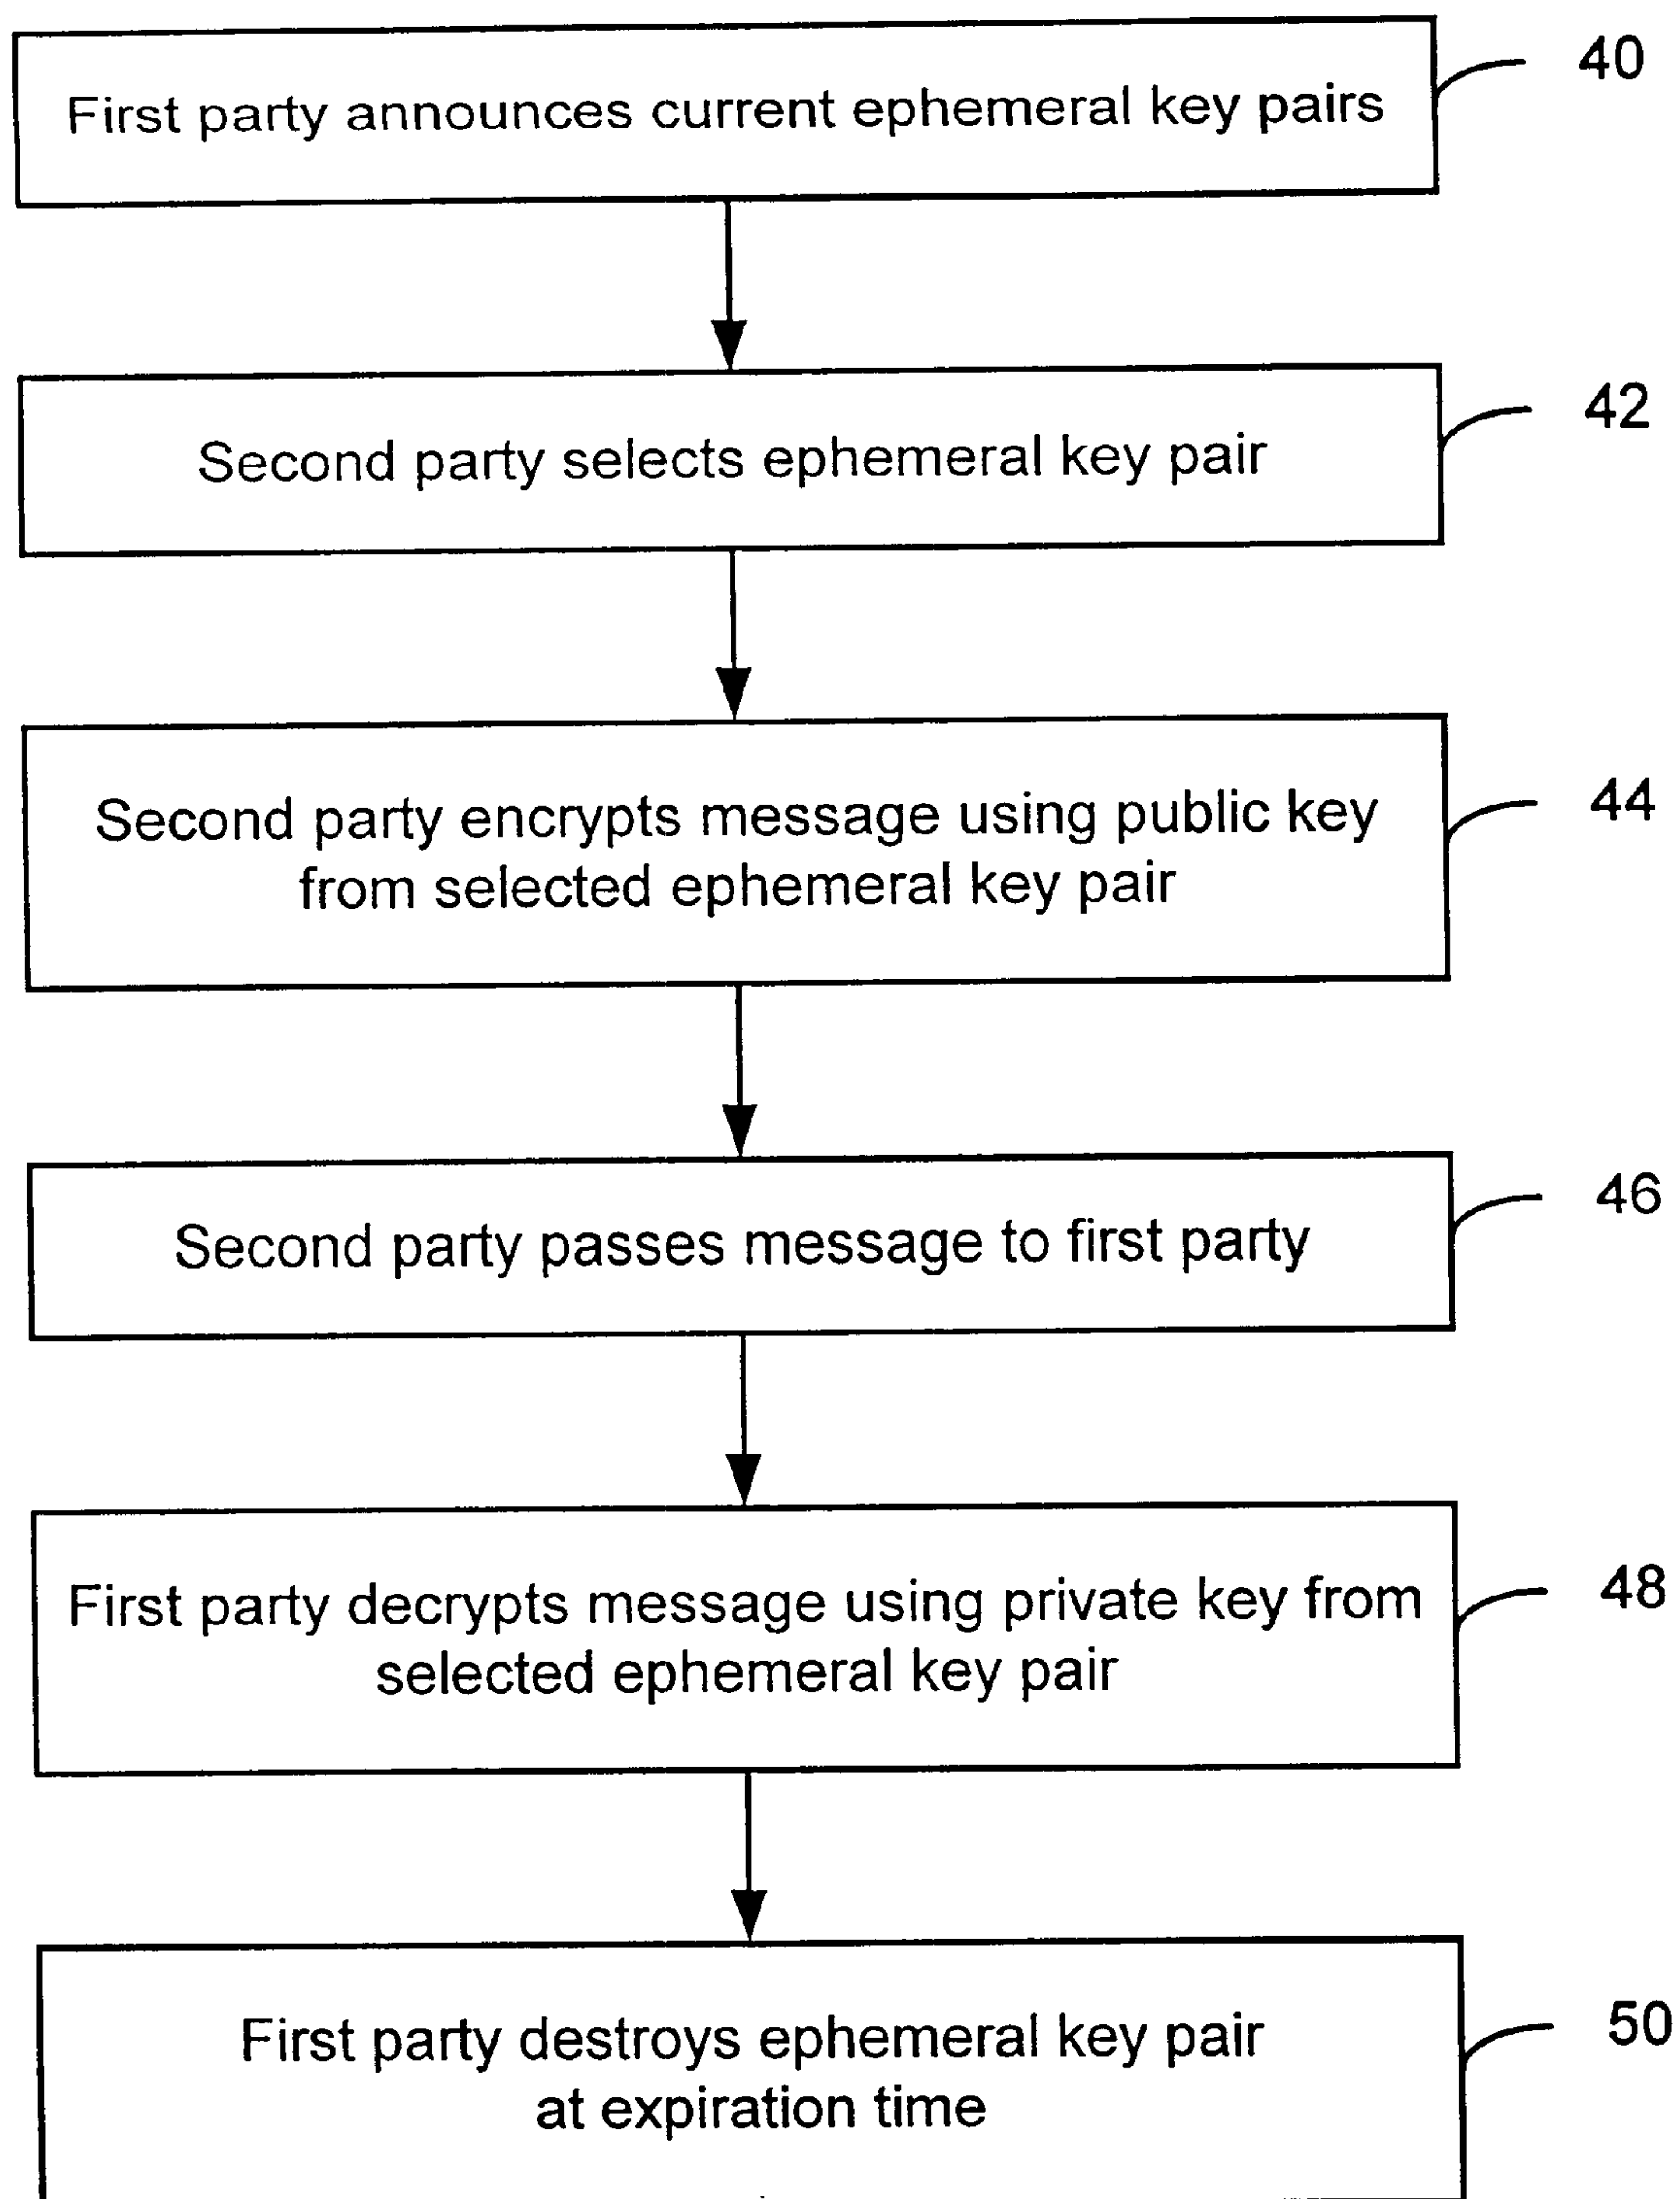 First party announces current ephemeral key pairs
40
Second party selects ephemeral key pair
42
Second party encrypts message using public key
from selected ephemeral key pair
44
Second party passes message to first party
46
First party decrypts message using private key from
selected ephemeral key pair
48
First party destroys ephemeral key pair
at expiration time
50